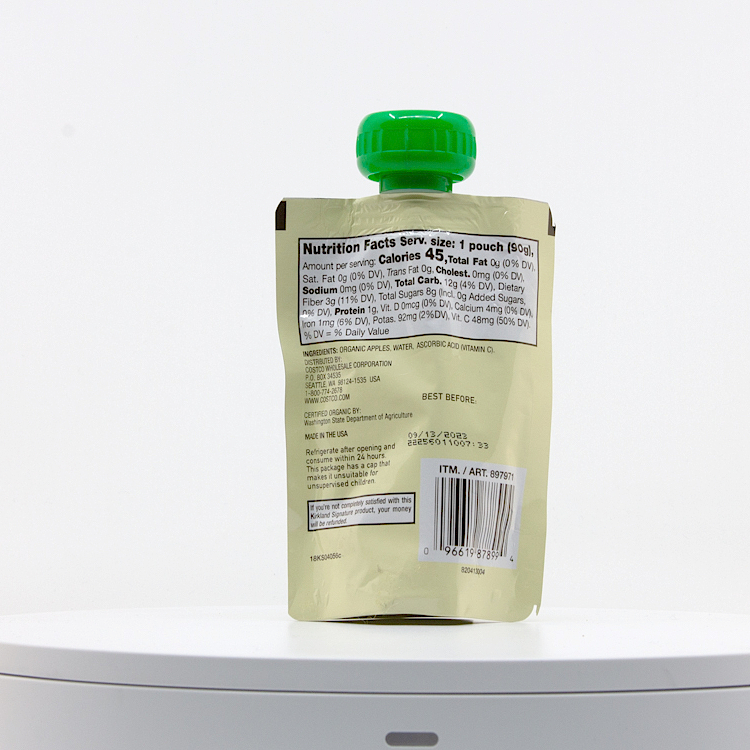 Nutrition Facts Serv. size: 1 pouch (90g),
Amount per serving: Calories 45, Total Fat 0g (0% DV),
Sat. Fat 0g (0% DV), Trans Fat 0g, Cholest. 0mg (0% DV),
Sodium 0mg (0% DV), Total Carb. 12g (4% DV), Dietary
Fiber 3g (11% DV), Total Sugars 8g (Incl. 0g Added Sugars,
0% DV), Protein 1g, Vit. D 0mcg (0% DV), Calcium 4mg (0% DV),
Iron 1mg (6% DV), Potas. 92mg (2%DV), Vit. C 48mg (50% DV).
% DV = % Daily Value
INGREDIENTS: ORGANIC APPLES, WATER, ASCORBIC ACID (VITAMIN C).
DISTRIBUTED BY:
COSTCO WHOLESALE CORPORATION
P.O. BOX 34535
SEATTLE, WA 98124-1535 USA
1-800-774-2678
WWW.COSTCO.COM
CERTIFIED ORGANIC BY:
Washington State Department of Agriculture
MADE IN THE USA
Refrigerate after opening and
consume within 24 hours.
This package has a cap that
makes it unsuitable for
unsupervised children.
If you're not completely satisfied with this
Kirkland Signature product, your money
will be refunded.
18KS04056c
BEST BEFORE:
09/13/2023
22256011007:33
ITM. / ART. 897971
0 96619 87899 4